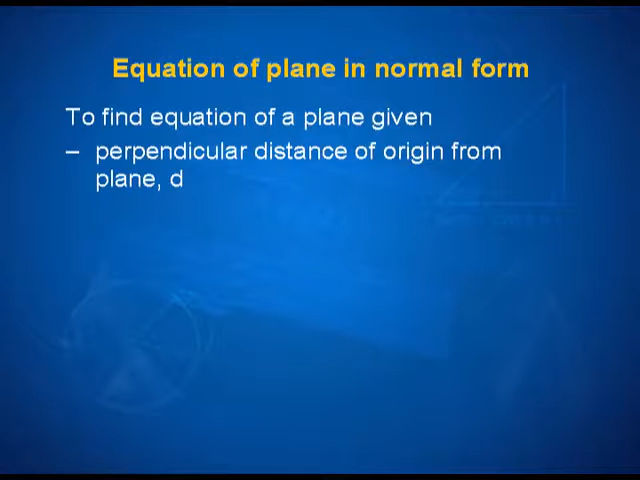 Equation of plane in normal form
To find equation of a plane given
– perpendicular distance of origin from
plane, d